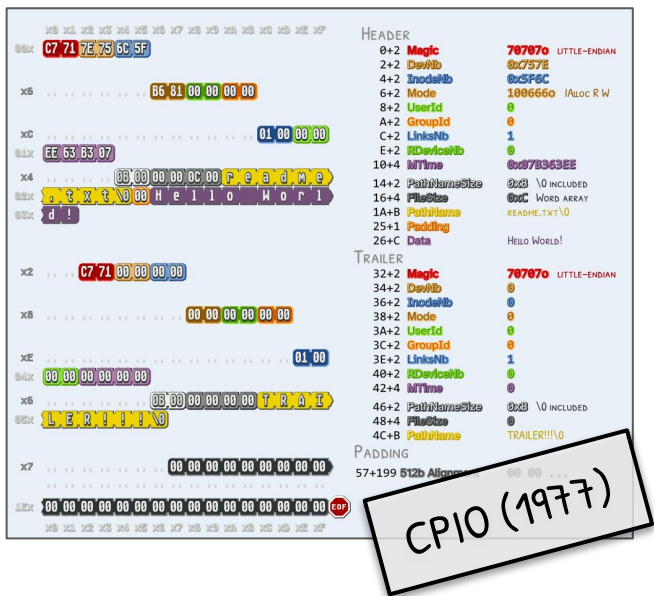 x0 x1 x2 x3 x4 x5 x6 x7 x8 x9 xA xB xC xD xE xF
00x C7 71 7E 75 6C 5F
x6 B6 81 00 00 00 00
xC 01 00 00 00
01x EE 63 B3 07
x4 0B 00 00 00 0C 00 r e a d m e
02x . t x t \0 00 H e l l o W o r l
03x d !
x2 C7 71 00 00 00 00
x8 00 00 00 00 00 00
xE 01 00
04x 00 00 00 00 00 00
x6 0B 00 00 00 00 00 T R A I
05x L E R ! ! ! \0
x7 00 00 00 00 00 00 00 00 00
1Ex 00 00 00 00 00 00 00 00 00 00 00 00 00 00 00 00 EOF
x0 x1 x2 x3 x4 x5 x6 x7 x8 x9 xA xB xC xD xE xF
HEADER
0+2 Magic 70707o LITTLE-ENDIAN
2+2 DevNb 0x757E
4+2 InodeNb 0x5F6C
6+2 Mode 100666o IALLOC R W
8+2 UserId 0
A+2 GroupId 0
C+2 LinksNb 1
E+2 RDeviceNb 0
10+4 MTime 0x07B363EE
14+2 PathNameSize 0xB \0 INCLUDED
16+4 FileSize 0xC WORD ARRAY
1A+B PathName README.TXT\0
25+1 Padding
26+C Data HELLO WORLD!
TRAILER
32+2 Magic 70707o LITTLE-ENDIAN
34+2 DevNb 0
36+2 InodeNb 0
38+2 Mode 0
3A+2 UserId 0
3C+2 GroupId 0
3E+2 LinksNb 1
40+2 RDeviceNb 0
42+4 MTime 0
46+2 PathNameSize 0xB \0 INCLUDED
48+4 FileSize 0
4C+B PathName TRAILER!!!\0
PADDING
57+199 512b Alignment 00 00 ...
CPIO (1977)